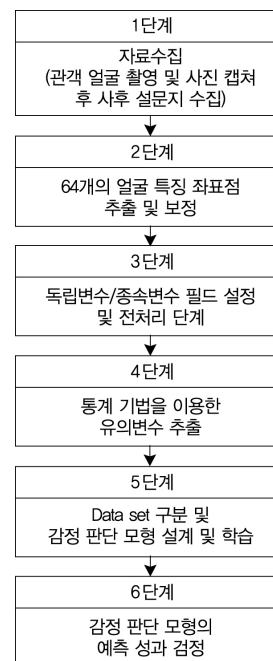 1단계
자료수집
(관객 얼굴 촬영 및 사진 캡쳐
후 사후 설문지 수집)
2단계
64개의 얼굴 특징 좌표점
추출 및 보정
3단계
독립변수/종속변수 필드 설정
및 전처리 단계
4단계
통계 기법을 이용한
유의변수 추출
5단계
Data set 구분 및
감정 판단 모형 설계 및 학습
6단계
감정 판단 모형의
예측 성과 검정